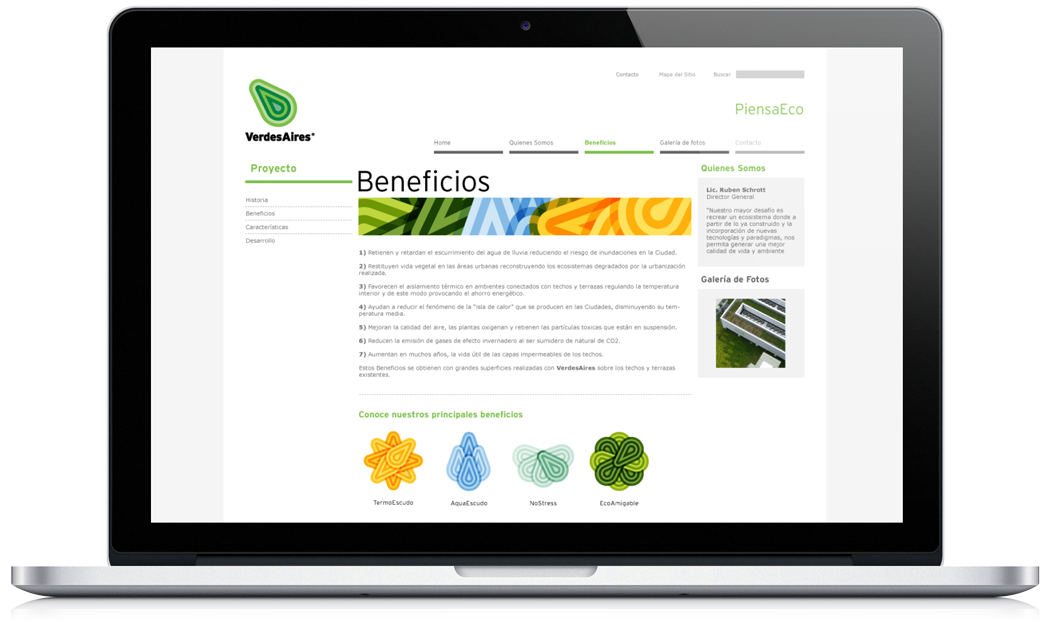 Contacto
Mapa del Sitio
Buscar
PiensaEco
VerdesAires®
Home
Quienes Somos
Beneficios
Galería de fotos
Contacto
Proyecto
Historia
Beneficios
Características
Desarrollo
Beneficios
1) Retienen y retardan el escurrimiento del agua de lluvia reduciendo el riesgo de inundaciones en la Ciudad.
2) Restituyen vida vegetal en las áreas urbanas reconstruyendo los ecosistemas degradados por la urbanización
realizada.
3) Favorecen el aislamiento térmico en ambientes conectados con techos y terrazas regulando la temperatura
interior y de este modo provocando el ahorro energético.
4) Ayudan a reducir el fenómeno de la "isla de calor" que se producen en las Ciudades, disminuyendo su tem-
peratura media.
5) Mejoran la calidad del aire, las plantas oxigenan y retienen las partículas tóxicas que están en suspensión.
6) Reducen la emisión de gases de efecto invernadero al ser sumidero de natural de CO2.
7) Aumentan en muchos años, la vida útil de las capas impermeables de los techos.
Estos Beneficios se obtienen con grandes superficies realizadas con VerdesAires sobre los techos y terrazas
existentes.
Conoce nuestros principales beneficios
TermoEscudo
AquaEscudo
NoStress
EcoAmigable
Quienes Somos
Lic. Ruben Schrott
Director General
"Nuestro mayor desafío es
recrear un ecosistema donde a
partir de lo ya construido y la
incorporación de nuevas
tecnologías y paradigmas, nos
permita generar una mejor
calidad de vida y ambiente
Galería de Fotos